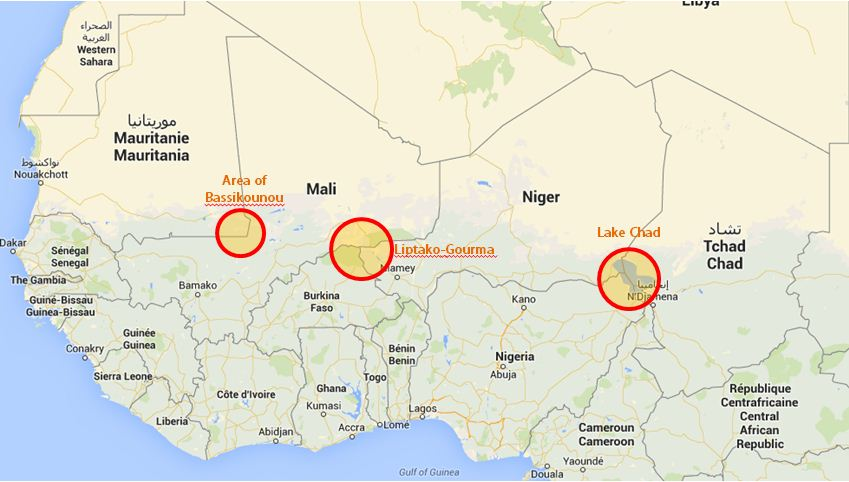 Libya
الصحراء
الغربية
Western
Sahara
موريتانيا
Mauritanie
Mauritania
نواكشوط
Nouakchott
Area of
Bassikounou
Mali
Niger
Lake Chad
تشاد
Tchad
Chad
Dakar
Sénégal
Senegal
Liptako-Gourma
Niamey
The Gambia
Bamako
إنجامينا
N'Djamena
Guiné-Bissau
Guinea-Bissau
Burkina
Faso
Kano
Guinée
Guinea
Conakry
Bénin
Benin
Nigeria
Abuja
Sierra Leone
Togo
Côte d'Ivoire
Ghana
Kumasi
Liberia
Lagos
Lomé
Accra
Abidjan
République
Centrafricaine
Central
African
Republic
Cameroun
Cameroon
Yaoundé
Douala
Gulf of Guinea